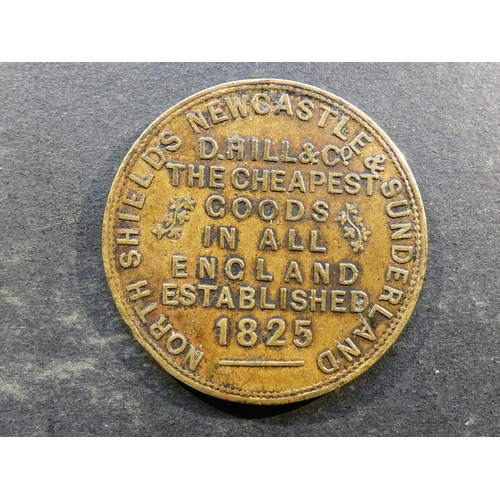 NORTH SHIELDS NEWCASTLE & SUNDERLAND
D. HILL & Co.
THE CHEAPEST
GOODS
IN ALL
ENGLAND
ESTABLISHED
1825